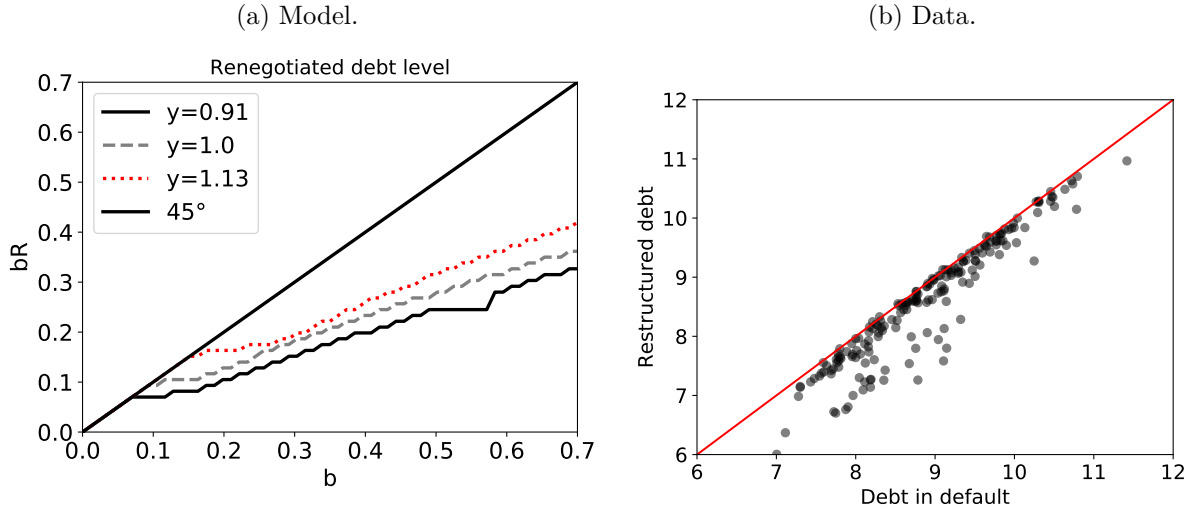 (a) Model.
(b) Data.
Renegotiated debt level
0.7
0.6
0.5
0.4
0.3
0.2
0.1
0.0
bR
y=0.91
y=1.0
y=1.13
45°
0.0 0.1 0.2 0.3 0.4 0.5 0.6 0.7
b
12
11
10
9
8
7
6
Restructured debt
6 7 8 9 10 11 12
Debt in default